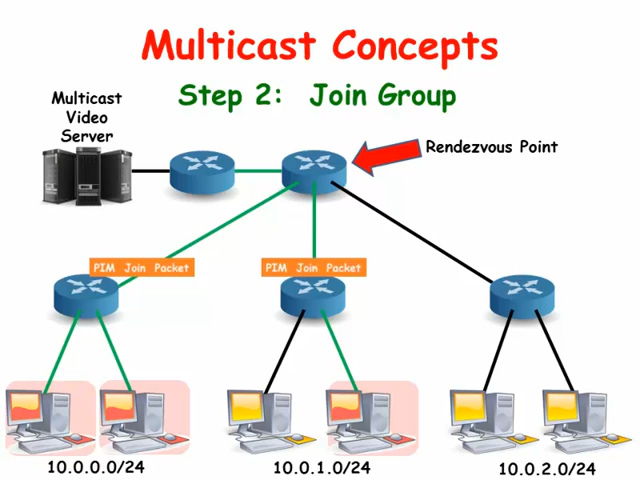 Multicast Concepts
Step 2: Join Group
Multicast
Video
Server
Rendezvous Point
PIM Join Packet
PIM Join Packet
10.0.0.0/24
10.0.1.0/24
10.0.2.0/24